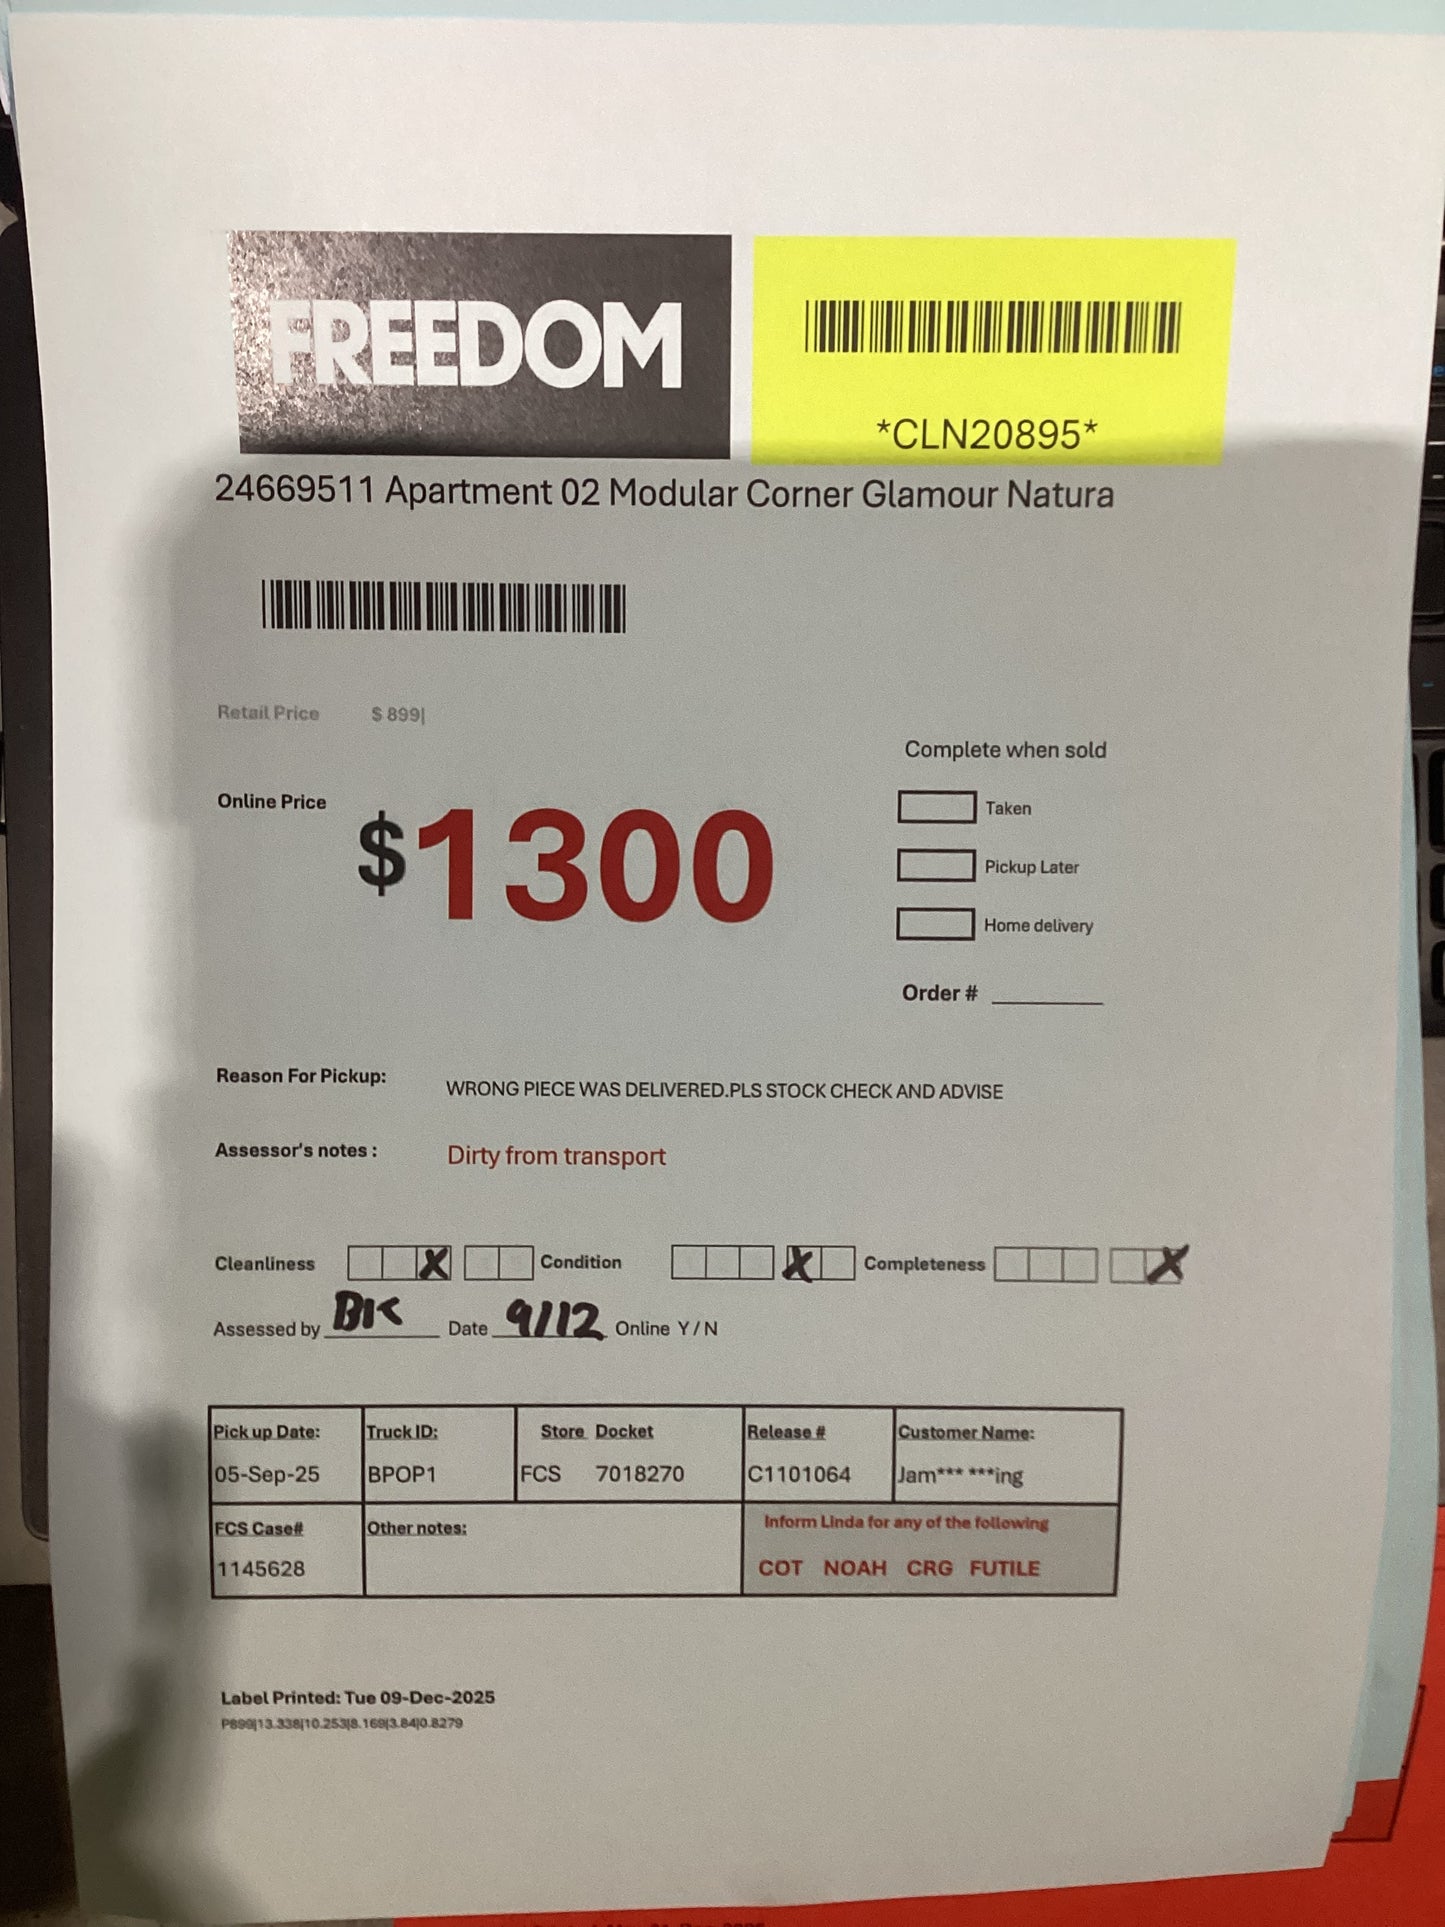 FREEDOM
*CLN20895*
24669511 Apartment 02 Modular Corner Glamour Natura
Retail Price $ 899|
Complete when sold
Online Price $1300
Taken
Pickup Later
Home delivery
Order #
Reason For Pickup: WRONG PIECE WAS DELIVERED.PLS STOCK CHECK AND ADVISE
Assessor's notes : Dirty from transport
Cleanliness X Condition X Completeness X
Assessed by BK Date 9/12 Online Y / N
Pick up Date: Truck ID: Store Docket Release # Customer Name:
05-Sep-25 BPOP1 FCS 7018270 C1101064 Jam*** ***ing
FCS Case# Other notes: Inform Linda for any of the following
1145628 COT NOAH CRG FUTILE
Label Printed: Tue 09-Dec-2025
P899|13.338|10.253|8.169|3.84|0.8279